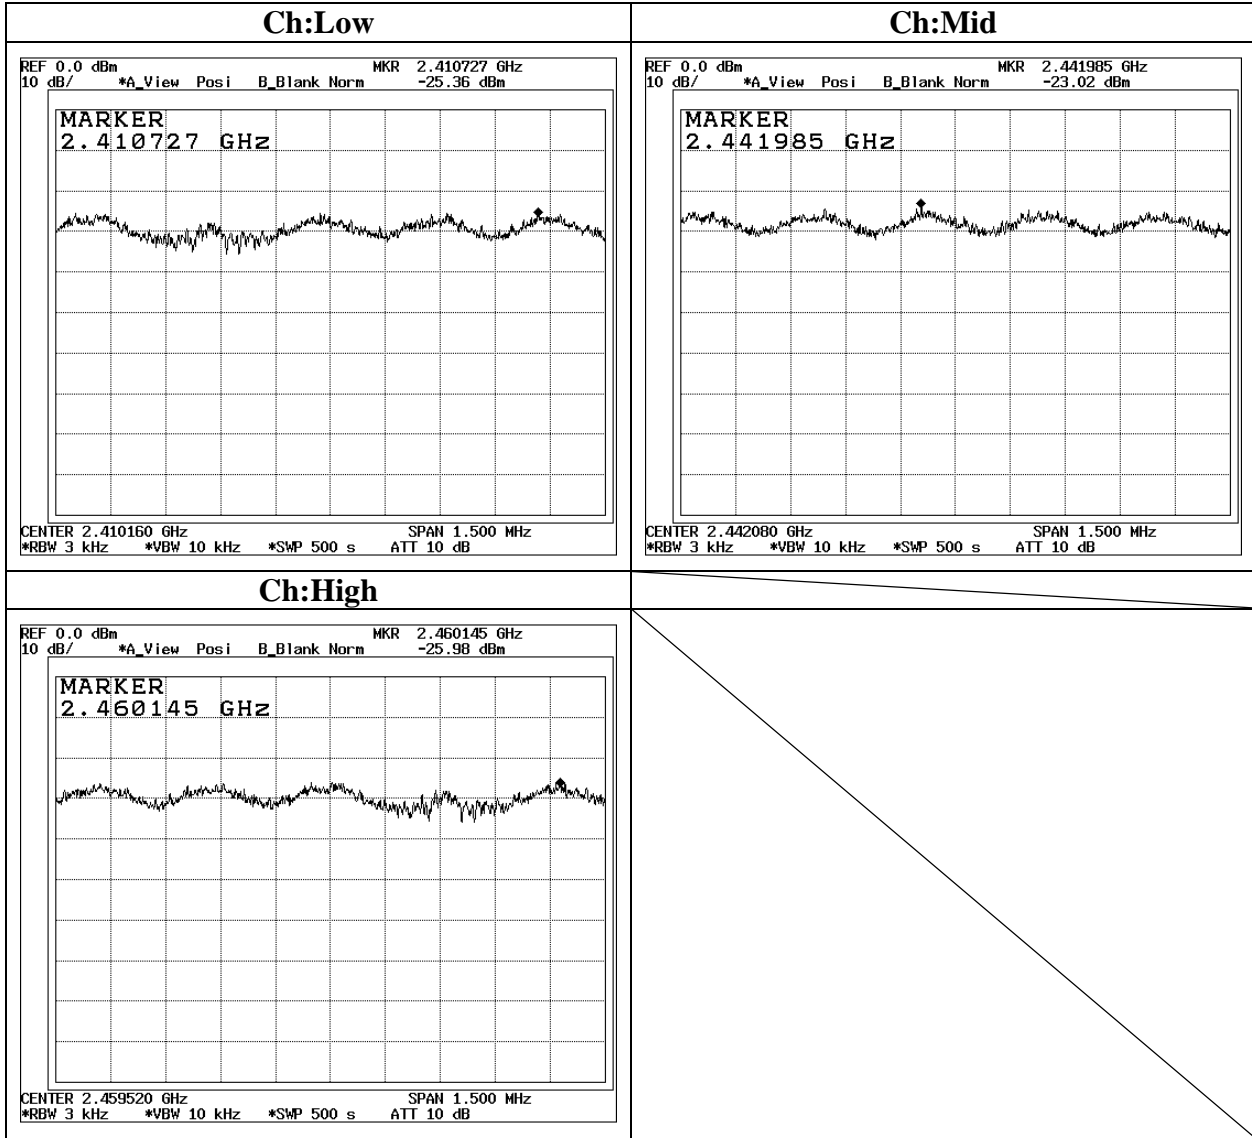 Ch:Low
Ch:Mid
REF 0.0 dBm MKR 2.410727 GHz
10 dB/ *A_View Posi B_Blank Norm -25.36 dBm
MARKER
2.410727 GHz
CENTER 2.410160 GHz SPAN 1.500 MHz
*RBW 3 kHz *VBW 10 kHz *SWP 500 s ATT 10 dB
REF 0.0 dBm MKR 2.441985 GHz
10 dB/ *A_View Posi B_Blank Norm -23.02 dBm
MARKER
2.441985 GHz
CENTER 2.442080 GHz SPAN 1.500 MHz
*RBW 3 kHz *VBW 10 kHz *SWP 500 s ATT 10 dB
Ch:High
REF 0.0 dBm MKR 2.460145 GHz
10 dB/ *A_View Posi B_Blank Norm -25.98 dBm
MARKER
2.460145 GHz
CENTER 2.459520 GHz SPAN 1.500 MHz
*RBW 3 kHz *VBW 10 kHz *SWP 500 s ATT 10 dB